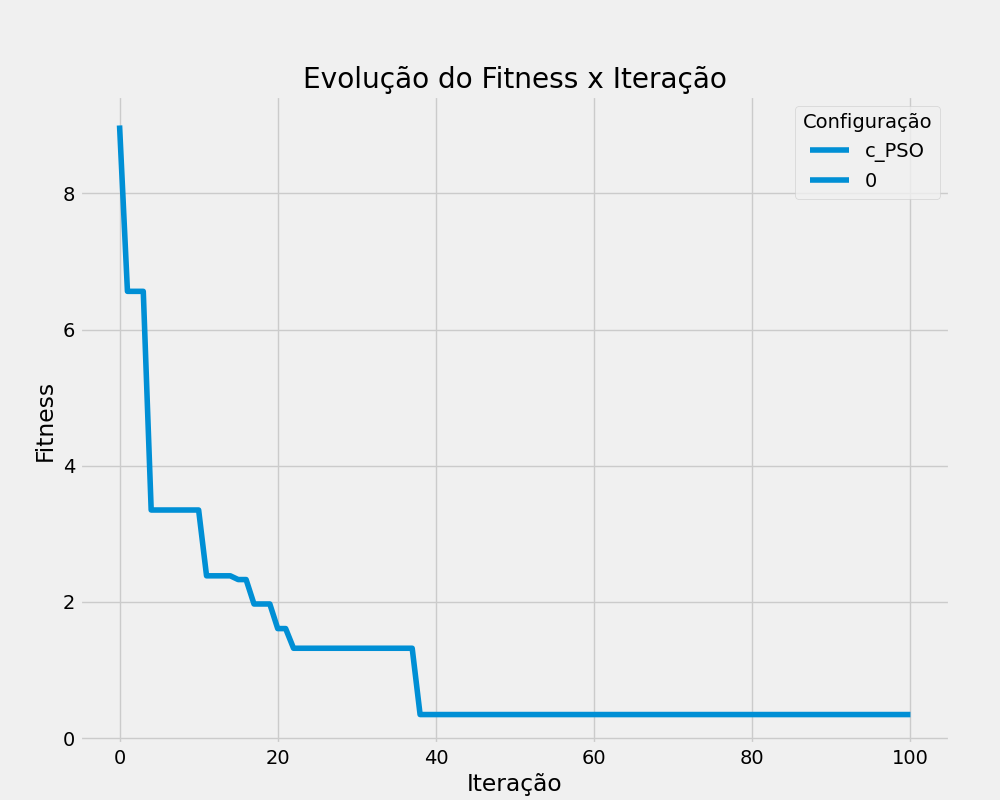 Evolução do Fitness x Iteração
Configuração
c_PSO
0
Fitness
8
6
4
2
0
0 20 40 60 80 100
Iteração